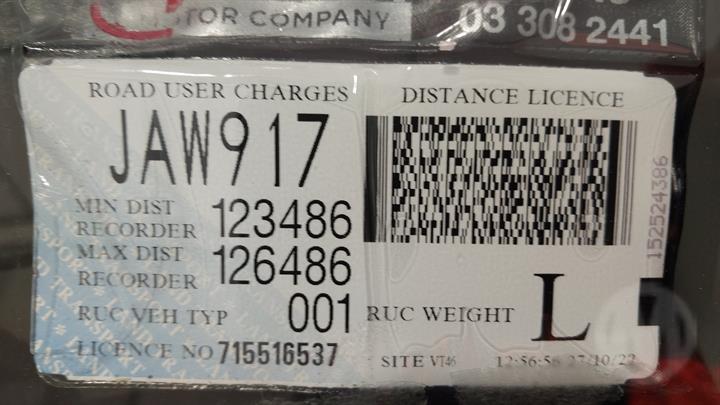 MOTOR COMPANY
03 308 2441
ROAD USER CHARGES
JAW917
MIN DIST
RECORDER 123486
MAX DIST
RECORDER 126486
RUC VEH TYP 001
LICENCE NO 715516537
DISTANCE LICENCE
152524386
RUC WEIGHT L
SITE VT46 12:56:56 27/10/22